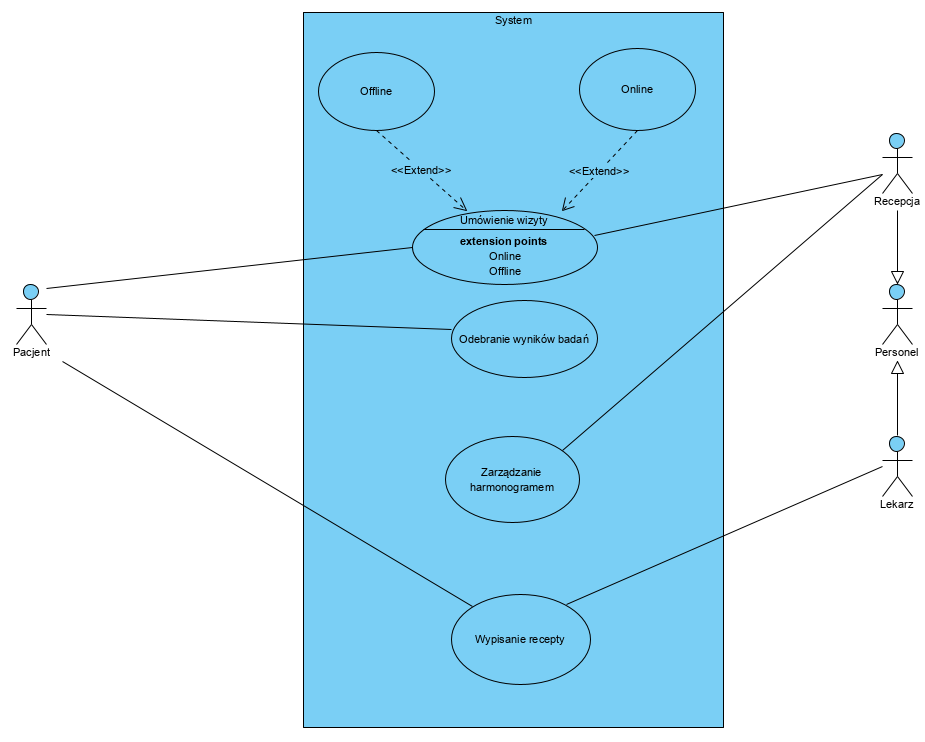 System
Offline
Online
<<Extend>>
<<Extend>>
Umówienie wizyty
extension points
Online
Offline
Odebranie wyników badań
Zarządzanie
harmonogramem
Wypisanie recepty
Pacjent
Recepcja
Personel
Lekarz